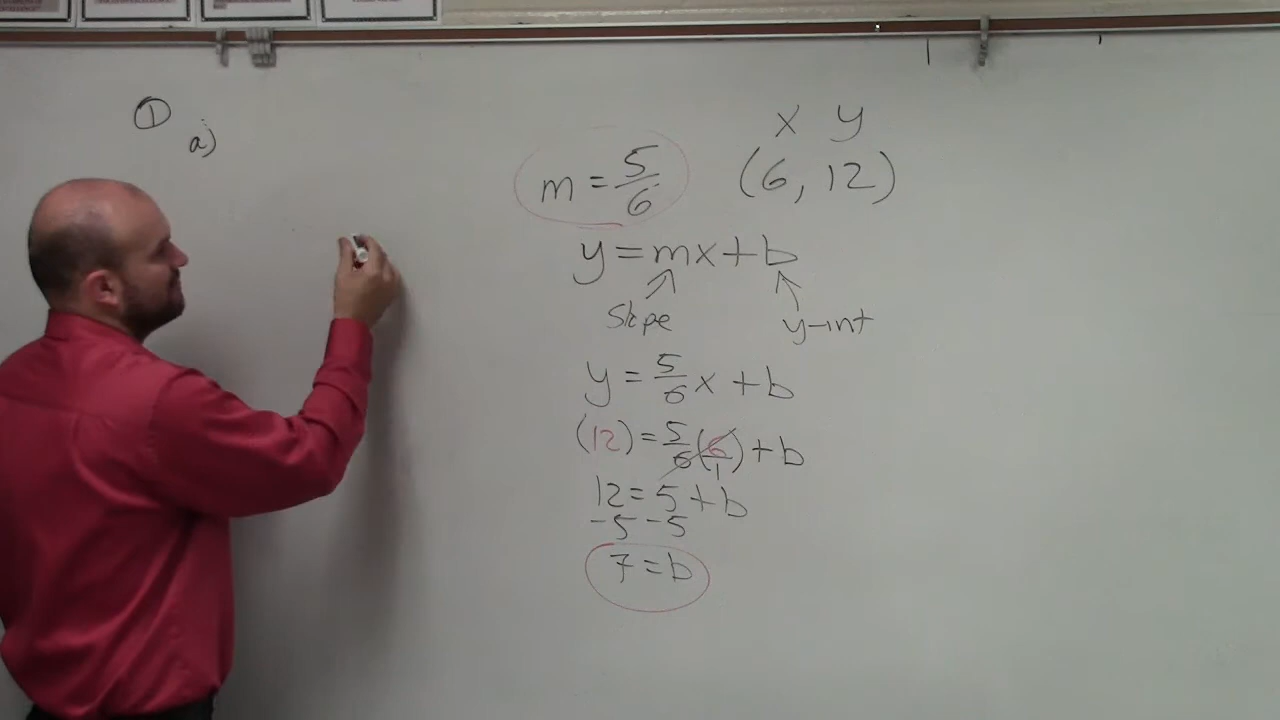 ①
a)
x y
m = 5/6 (6, 12)
y = mx + b
Slope y-int
y = 5/6 x + b
(12) = 5/6 (6/1) + b
12 = 5 + b
-5 -5
7 = b